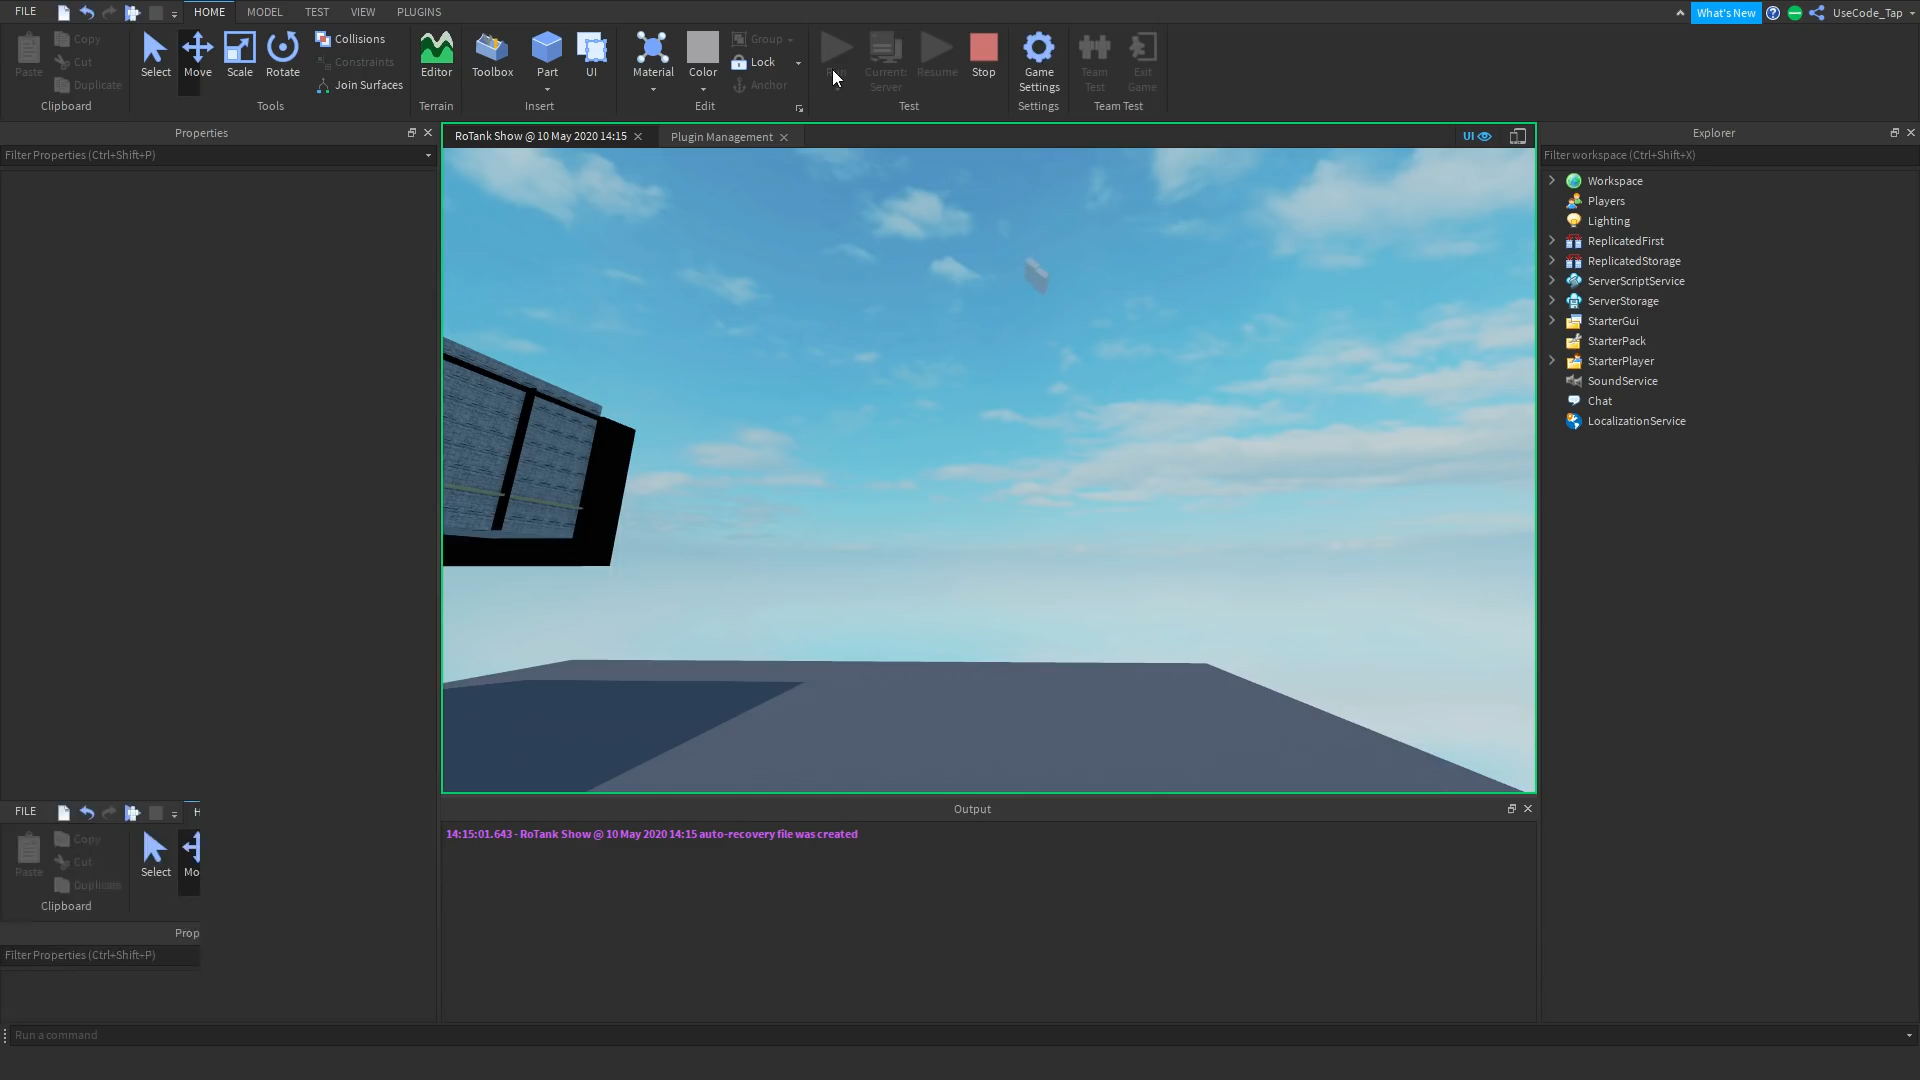 FILE HOME MODEL TEST VIEW PLUGINS What's New UseCode_Tap
Paste Copy Cut Duplicate
Clipboard
Select Move Scale Rotate Collisions Constraints Join Surfaces
Tools
Editor
Terrain
Toolbox Part UI
Insert
Material Color Group Lock Anchor
Edit
Run Current: Server Resume Stop
Test
Game Settings
Settings
Team Test Exit Game
Team Test
Properties
Filter Properties (Ctrl+Shift+P)
RoTank Show @ 10 May 2020 14:15 Plugin Management UI
Explorer
Filter workspace (Ctrl+Shift+X)
Workspace
Players
Lighting
ReplicatedFirst
ReplicatedStorage
ServerScriptService
ServerStorage
StarterGui
StarterPack
StarterPlayer
SoundService
Chat
LocalizationService
Output
14:15:01.643 - RoTank Show @ 10 May 2020 14:15 auto-recovery file was created
FILE H
Paste Copy Cut Duplicate
Select Mo
Clipboard
Prop
Filter Properties (Ctrl+Shift+P)
Run a command